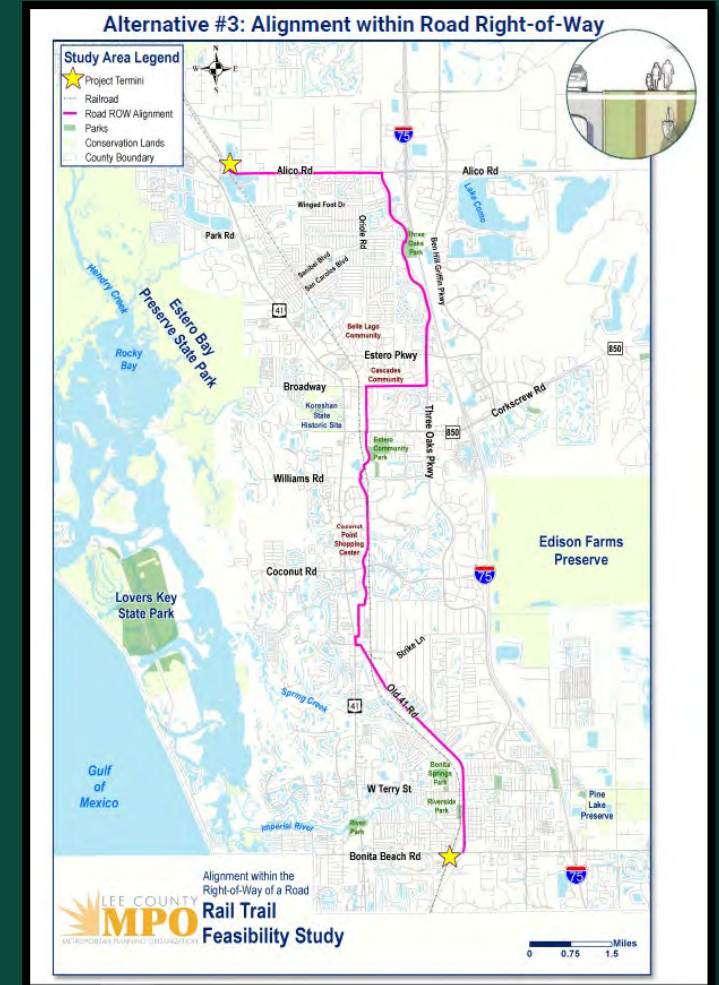 Alternative #3: Alignment within Road Right-of-Way
Study Area Legend
Project Termini
Railroad
Road ROW Alignment
Parks
Conservation Lands
County Boundary
N
W
E
S
75
Alico Rd
Alico Rd
Lake Como
Winged Foot Dr
Oriole Rd
Park Rd
Three
Oaks
Park
Ben Hill Griffin Pkwy
Sanibel Blvd
San Carlos Blvd
Hendry Creek
Estero Bay
Preserve State Park
41
Rocky
Bay
Belle Lago
Community
Estero Pkwy
850
Cascades
Community
Broadway
Corkscrew Rd
Koreshan
State
Historic Site
Three Oaks Pkwy
850
Estero
Community
Park
Williams Rd
Coconut
Point
Shopping
Center
Edison Farms
Preserve
Coconut Rd
75
Lovers Key
State Park
Strike Ln
Spring Creek
41
Old 41 Rd
Gulf
of
Mexico
Bonita
Springs
Park
W Terry St
Riverside
Park
Pine
Lake
Preserve
Imperial River
River
Park
Bonita Beach Rd
75
Alignment within the
Right-of-Way of a Road
LEE COUNTY
MPO
METROPOLITAN PLANNING ORGANIZATION
Rail Trail
Feasibility Study
Miles
0 0.75 1.5